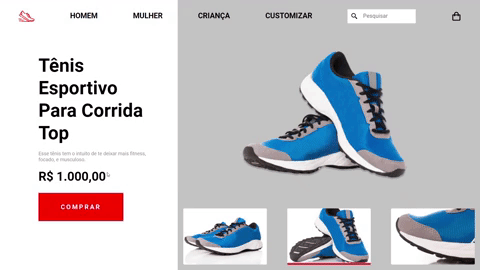 HOMEM
MULHER
CRIANÇA
CUSTOMIZAR
Pesquisar
Tênis
Esportivo
Para Corrida
Top
Esse tênis tem o intuito de te deixar mais fitness,
focado, e musculoso.
R$ 1.000,00
COMPRAR